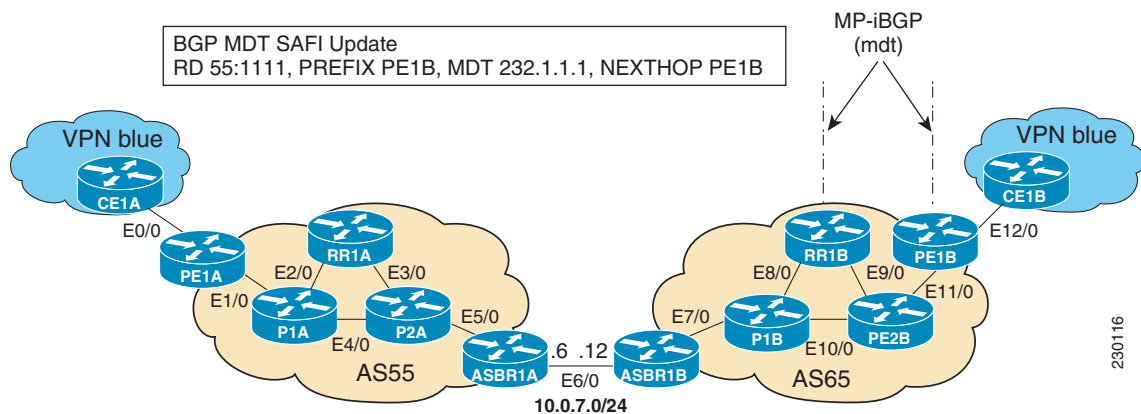 MP-iBGP
(mdt)
BGP MDT SAFI Update
RD 55:1111, PREFIX PE1B, MDT 232.1.1.1, NEXTHOP PE1B
VPN blue
CE1A
E0/0
PE1A
E1/0
RR1A
E2/0
E3/0
P1A
P2A
E4/0
E5/0
AS55
ASBR1A
.6
.12
E6/0
10.0.7.0/24
ASBR1B
E7/0
AS65
RR1B
E8/0
E9/0
P1B
PE2B
E10/0
E11/0
PE1B
E12/0
VPN blue
CE1B
230116